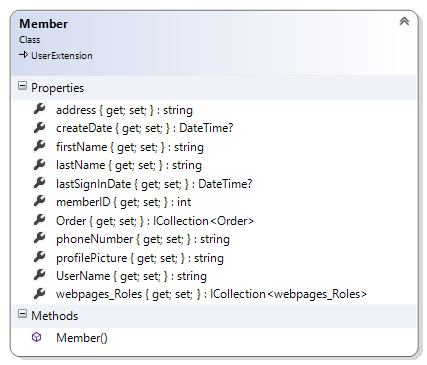 Member
Class
UserExtension
Properties
address { get; set; } : string
createDate { get; set; } : DateTime?
firstName { get; set; } : string
lastName { get; set; } : string
lastSignInDate { get; set; } : DateTime?
memberID { get; set; } : int
Order { get; set; } : ICollection<Order>
phoneNumber { get; set; } : string
profilePicture { get; set; } : string
UserName { get; set; } : string
webpages_Roles { get; set; } : ICollection<webpages_Roles>
Methods
Member()